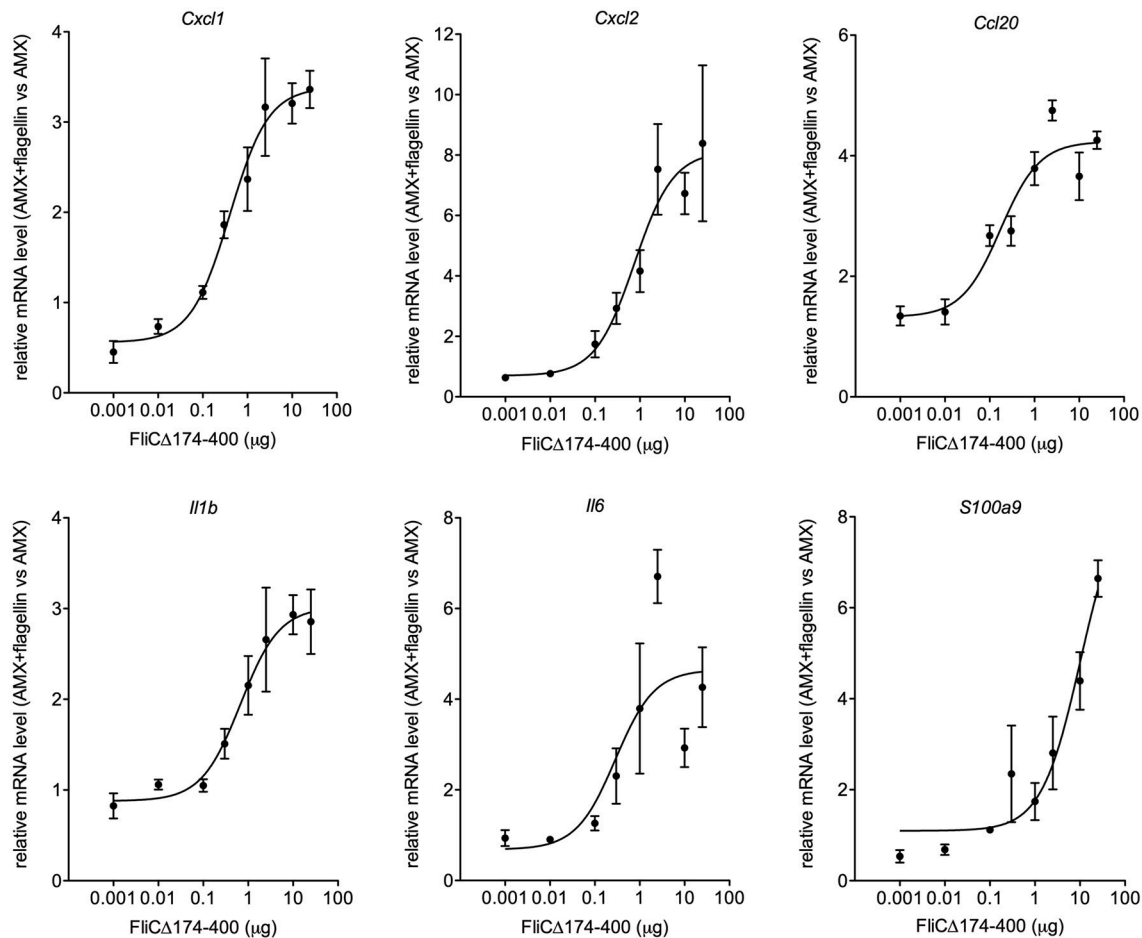 Cxcl1
relative mRNA level (AMX+flagellin vs AMX)
4
3
2
1
0
0.001 0.01 0.1 1 10 100
FliCΔ174-400 (μg)
Cxcl2
relative mRNA level (AMX+flagellin vs AMX)
12
10
8
6
4
2
0
0.001 0.01 0.1 1 10 100
FliCΔ174-400 (μg)
Ccl20
relative mRNA level (AMX+flagellin vs AMX)
6
4
2
0
0.001 0.01 0.1 1 10 100
FliCΔ174-400 (μg)
Il1b
relative mRNA level (AMX+flagellin vs AMX)
4
3
2
1
0
0.001 0.01 0.1 1 10 100
FliCΔ174-400 (μg)
Il6
relative mRNA level (AMX+flagellin vs AMX)
8
6
4
2
0
0.001 0.01 0.1 1 10 100
FliCΔ174-400 (μg)
S100a9
relative mRNA level (AMX+flagellin vs AMX)
8
6
4
2
0
0.001 0.01 0.1 1 10 100
FliCΔ174-400 (μg)